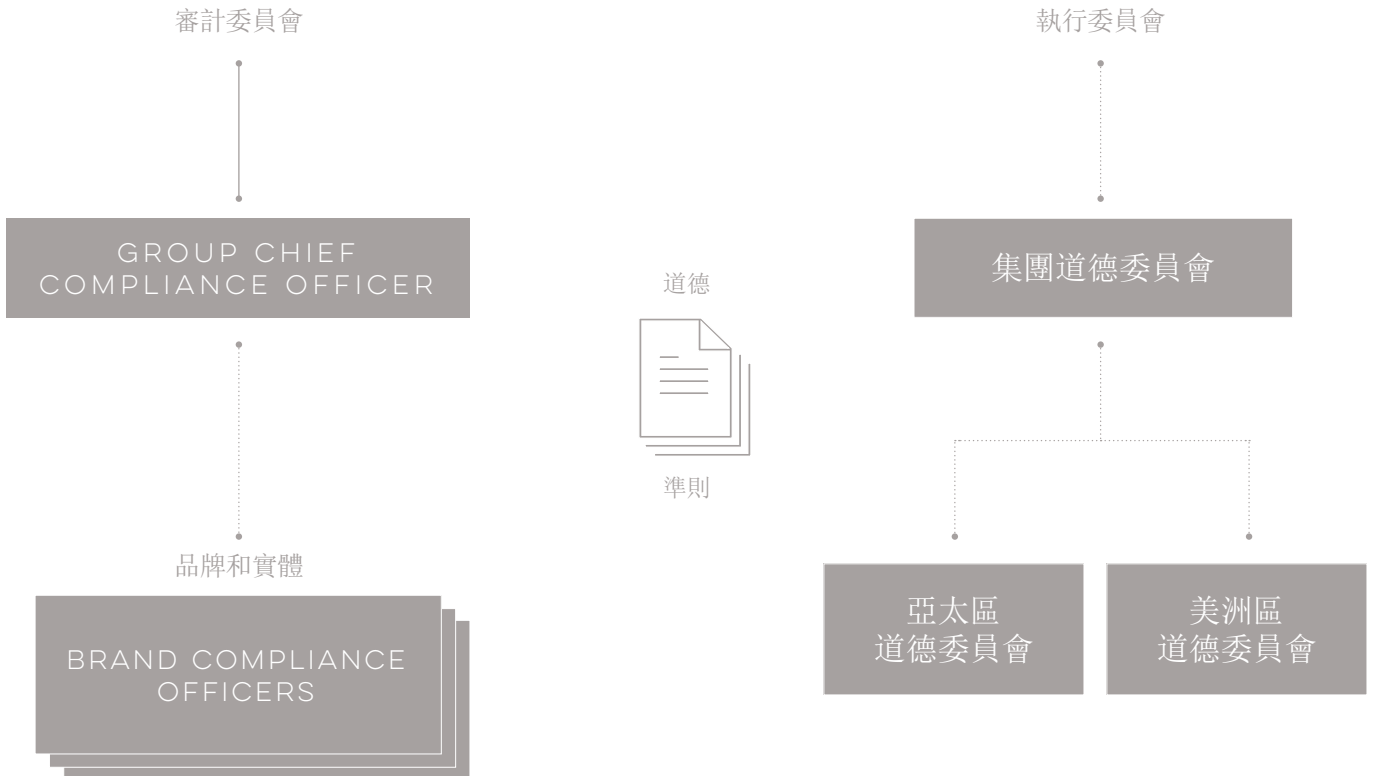 審計委員會
執行委員會
GROUP CHIEF
COMPLIANCE OFFICER
集團道德委員會
道德
準則
品牌和實體
BRAND COMPLIANCE
OFFICERS
亞太區
道德委員會
美洲區
道德委員會